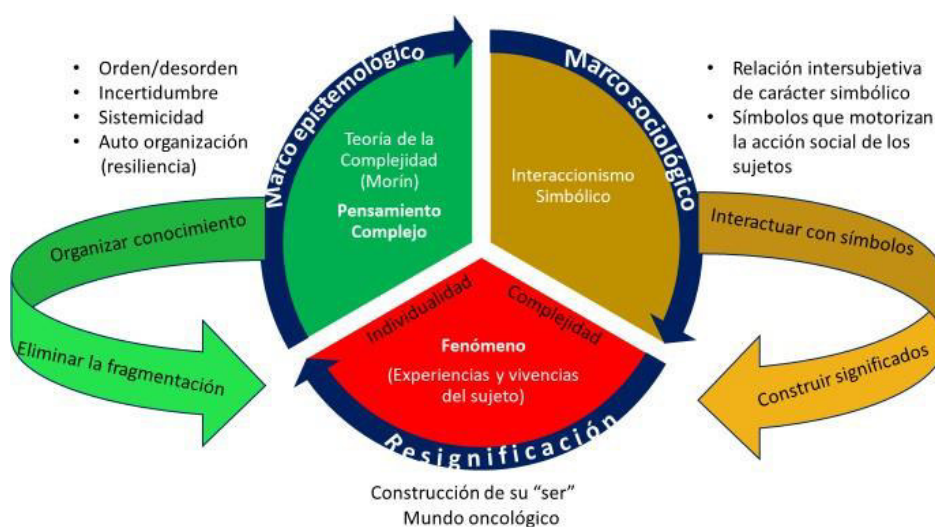 Orden/desorden
Incertidumbre
Sistemicidad
Auto organización
(resiliencia)
Marco epistemológico
Teoría de la
Complejidad
(Morín)
Pensamiento
Complejo
Marco sociológico
Interaccionismo
Simbólico
Relación intersubjetiva
de carácter simbólico
Símbolos que motorizan
la acción social de los
sujetos
Organizar conocimiento
Eliminar la fragmentación
Interactuar con símbolos
Construir significados
Individualidad
Complejidad
Fenómeno
(Experiencias y vivencias
del sujeto)
Resignificación
Construcción de su “ser”
Mundo oncológico